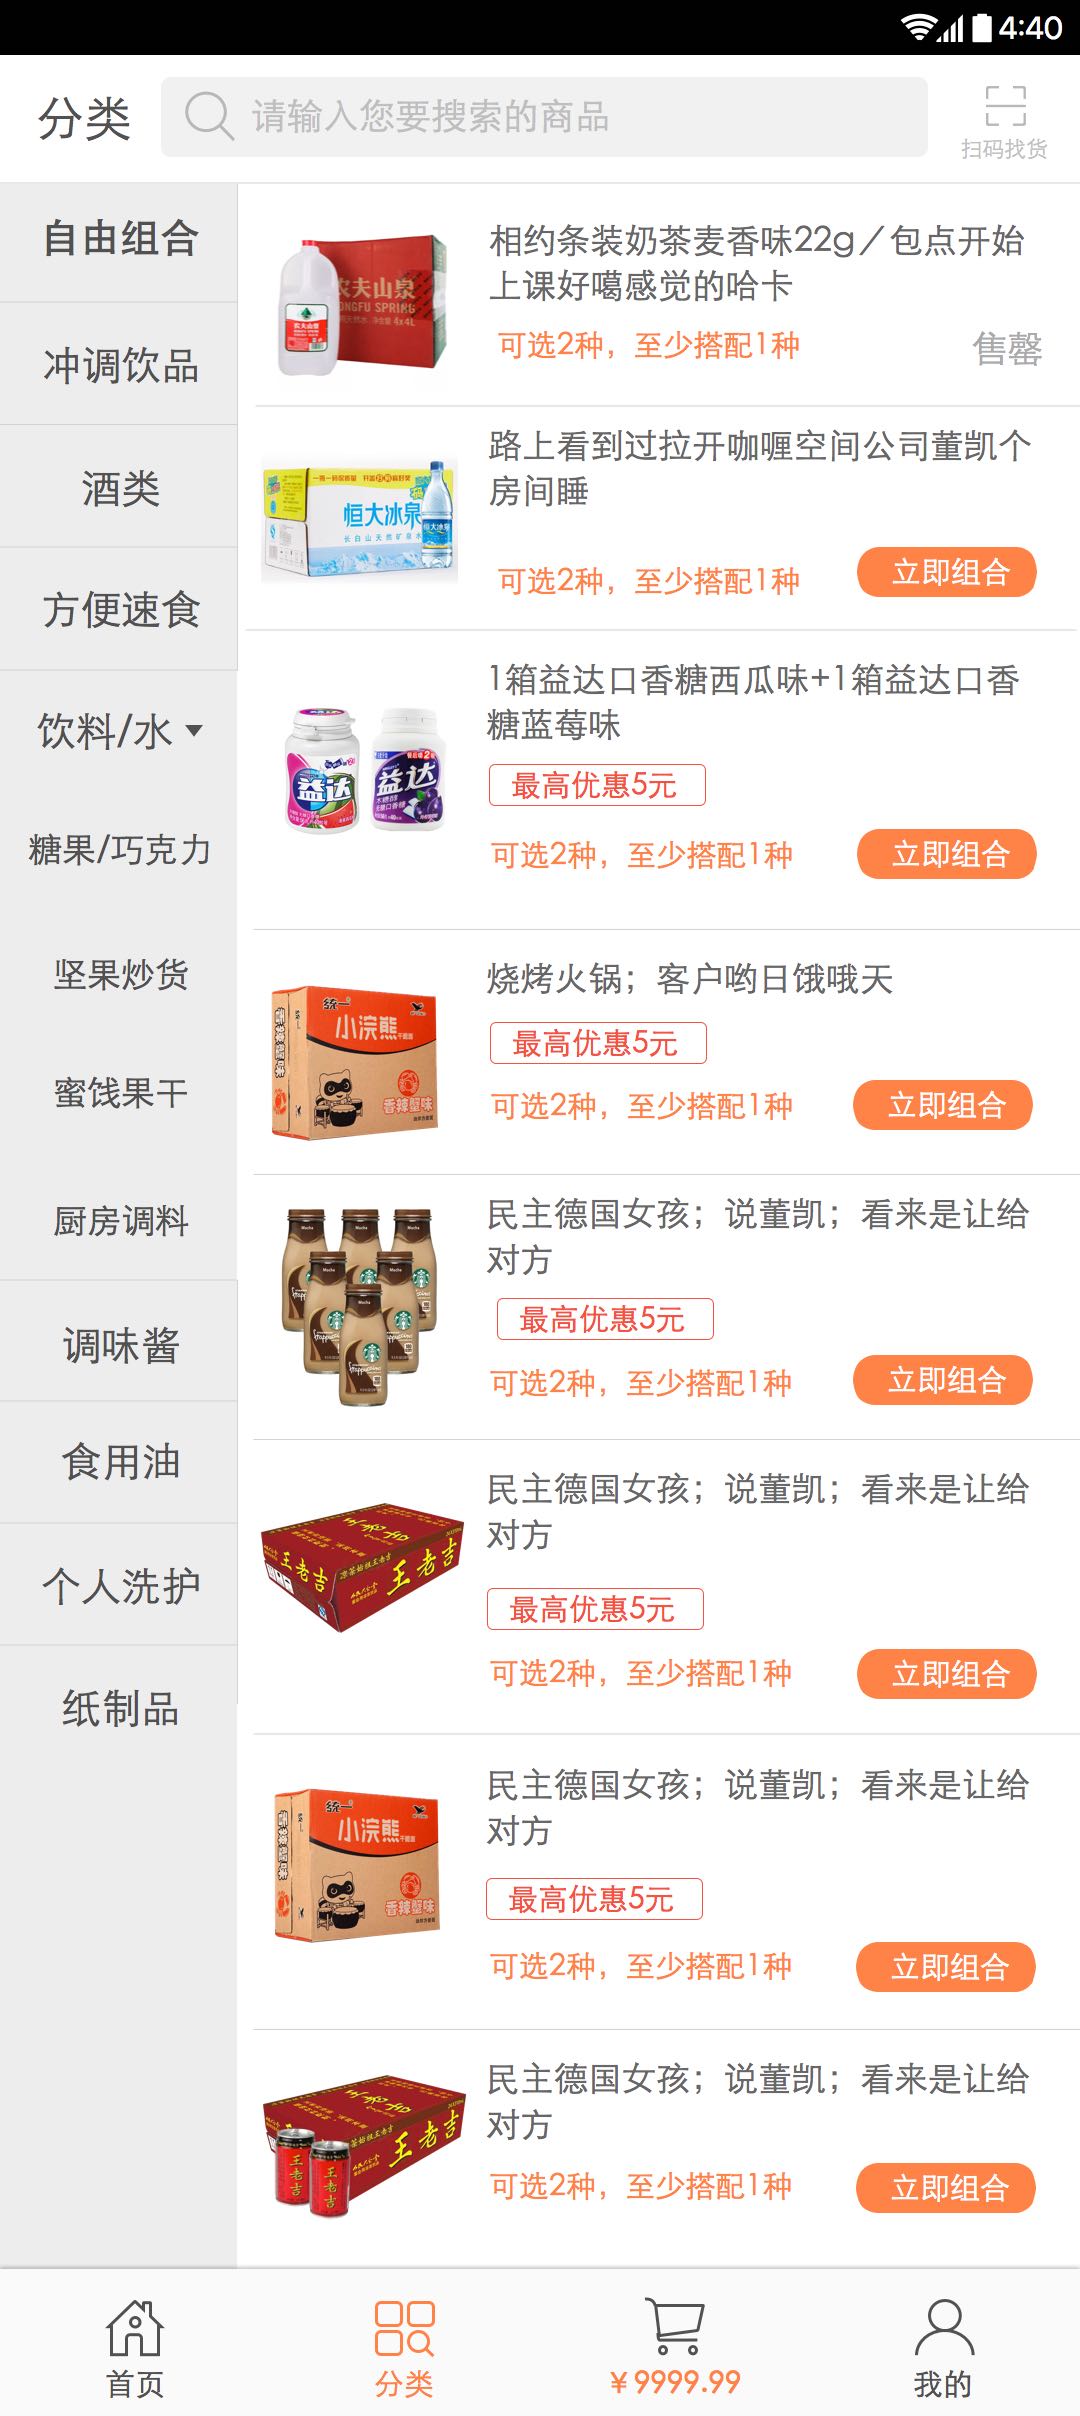 4:40
分类
请输入您要搜索的商品
扫码找货
自由组合
冲调饮品
酒类
方便速食
饮料/水
糖果/巧克力
坚果炒货
蜜饯果干
厨房调料
调味酱
食用油
个人洗护
纸制品
农夫山泉
相约条装奶茶麦香味22g／包点开始
上课好噶感觉的哈卡
可选2种，至少搭配1种
售罄
恒大冰泉
长白山天然矿泉水
路上看到过拉开咖喱空间公司董凯个
房间睡
可选2种，至少搭配1种
立即组合
益达
益达
1箱益达口香糖西瓜味+1箱益达口香
糖蓝莓味
最高优惠5元
可选2种，至少搭配1种
立即组合
统一
小浣熊
香辣蟹味
烧烤火锅；客户哟日饿哦天
最高优惠5元
可选2种，至少搭配1种
立即组合
民主德国女孩；说董凯；看来是让给
对方
最高优惠5元
可选2种，至少搭配1种
立即组合
王老吉
王老吉
民主德国女孩；说董凯；看来是让给
对方
最高优惠5元
可选2种，至少搭配1种
立即组合
统一
小浣熊
香辣蟹味
民主德国女孩；说董凯；看来是让给
对方
最高优惠5元
可选2种，至少搭配1种
立即组合
王老吉
王老吉
王老吉
民主德国女孩；说董凯；看来是让给
对方
可选2种，至少搭配1种
立即组合
首页
分类
￥9999.99
我的